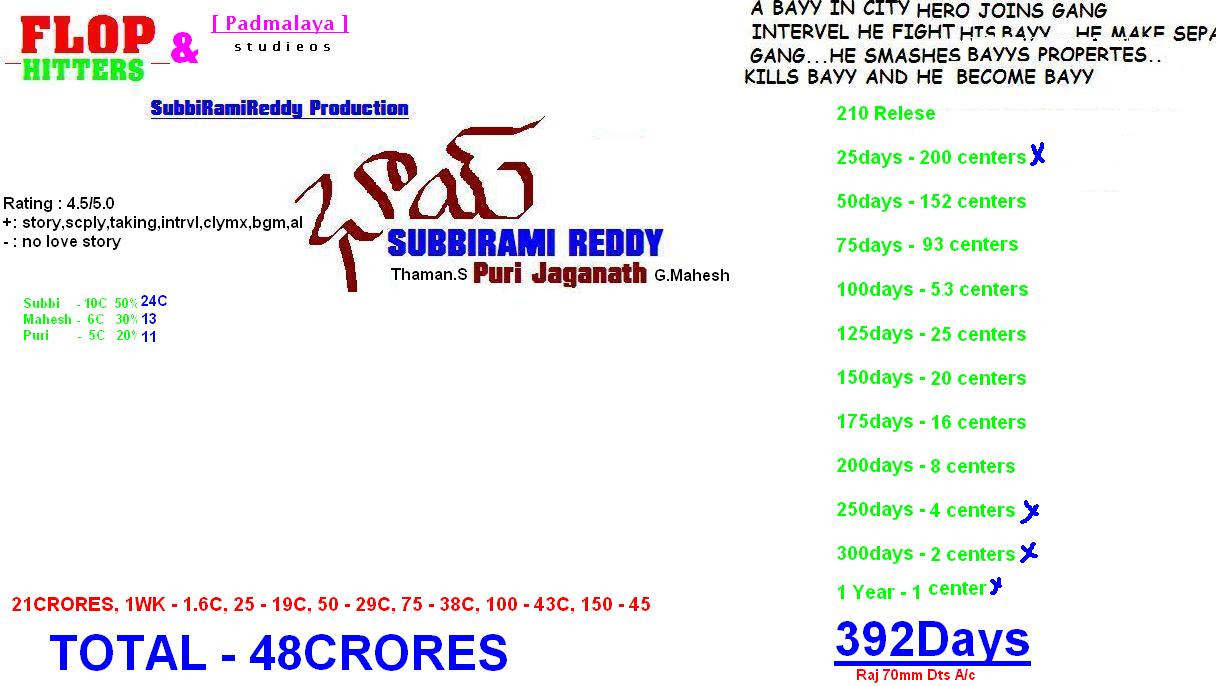 FLOP
HITTERS
&
[ Padmalaya ]
studieos
SubbiRamiReddy Production
భాయ్
SUBBIRAMI REDDY
Thaman.S Puri Jaganath G.Mahesh
Rating : 4.5/5.0
+: story,scply,taking,intrvl,clymx,bgm,al
- : no love story
Subbi - 10C 50% 24C
Mahesh - 6C 30% 13
Puri - 5C 20% 11
21CRORES, 1WK - 1.6C, 25 - 19C, 50 - 29C, 75 - 38C, 100 - 43C, 150 - 45
TOTAL - 48CRORES
A BAYY IN CITY HERO JOINS GANG
INTERVEL HE FIGHT HIS BAYY HE MAKE SEPA
GANG...HE SMASHES BAYYS PROPERTES..
KILLS BAYY AND HE BECOME BAYY
210 Relese
25days - 200 centers x
50days - 152 centers
75days - 93 centers
100days - 53 centers
125days - 25 centers
150days - 20 centers
175days - 16 centers
200days - 8 centers
250days - 4 centers x
300days - 2 centers x
1 Year - 1 center x
392Days
Raj 70mm Dts A/c